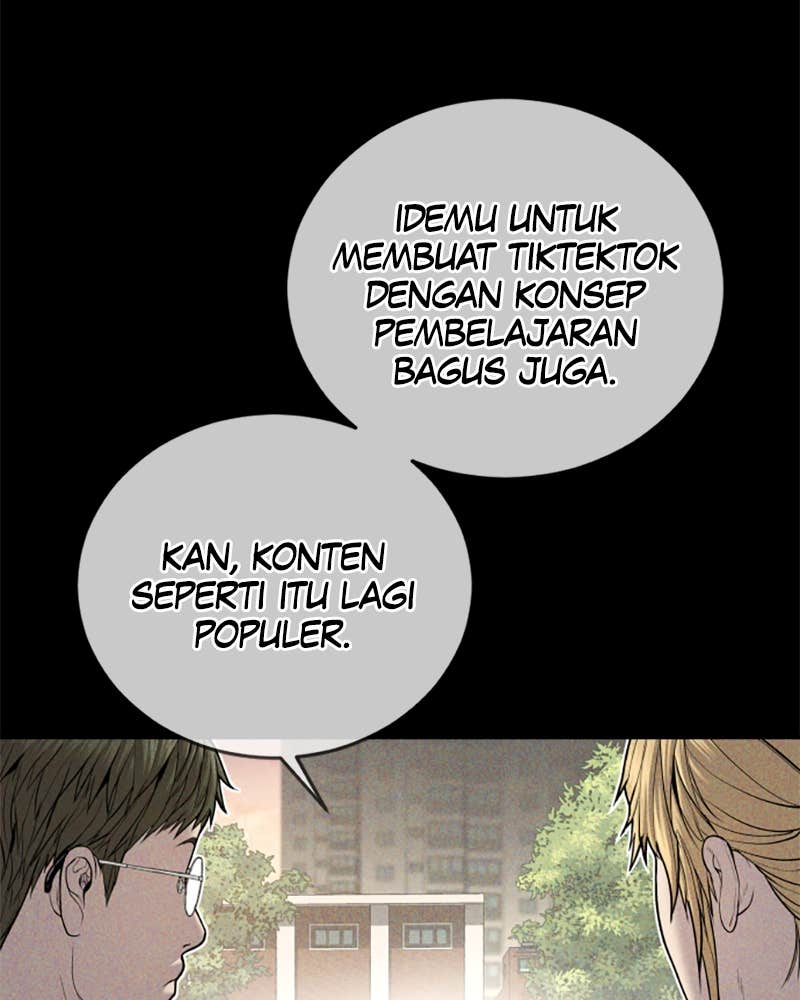 IDEMU UNTUK
MEMBUAT TIKTEKTOK
DENGAN KONSEP
PEMBELAJARAN
BAGUS JUGA.
KAN, KONTEN
SEPERTI ITU LAGI
POPULER.